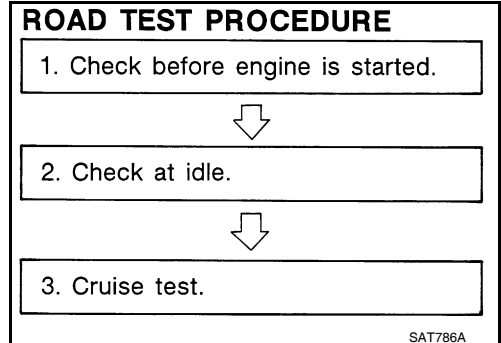 ROAD TEST PROCEDURE
1. Check before engine is started.
2. Check at idle.
3. Cruise test.
SAT786A